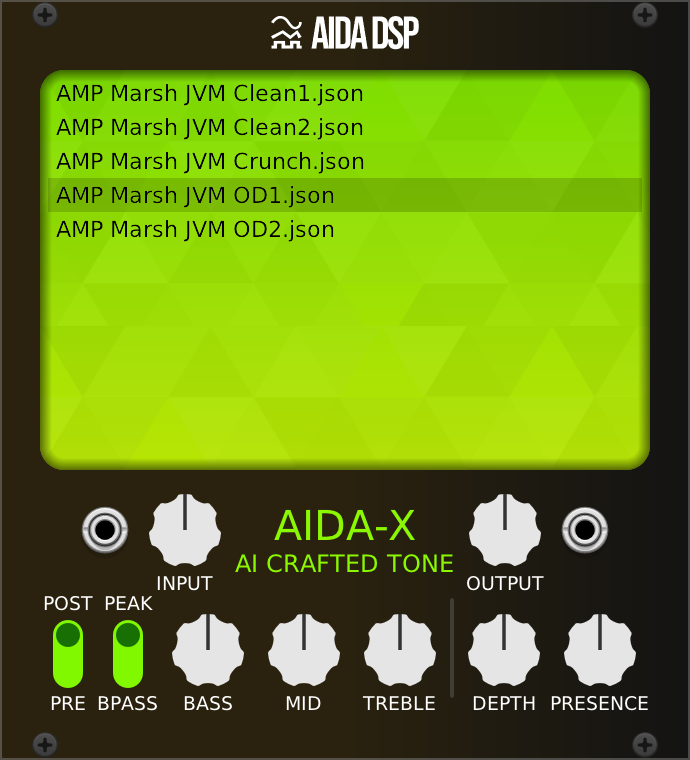 AIDA DSP
AMP Marsh JVM Clean1.json
AMP Marsh JVM Clean2.json
AMP Marsh JVM Crunch.json
AMP Marsh JVM OD1.json
AMP Marsh JVM OD2.json
AIDA-X
AI CRAFTED TONE
INPUT
OUTPUT
POST PEAK
PRE BPASS BASS MID TREBLE DEPTH PRESENCE